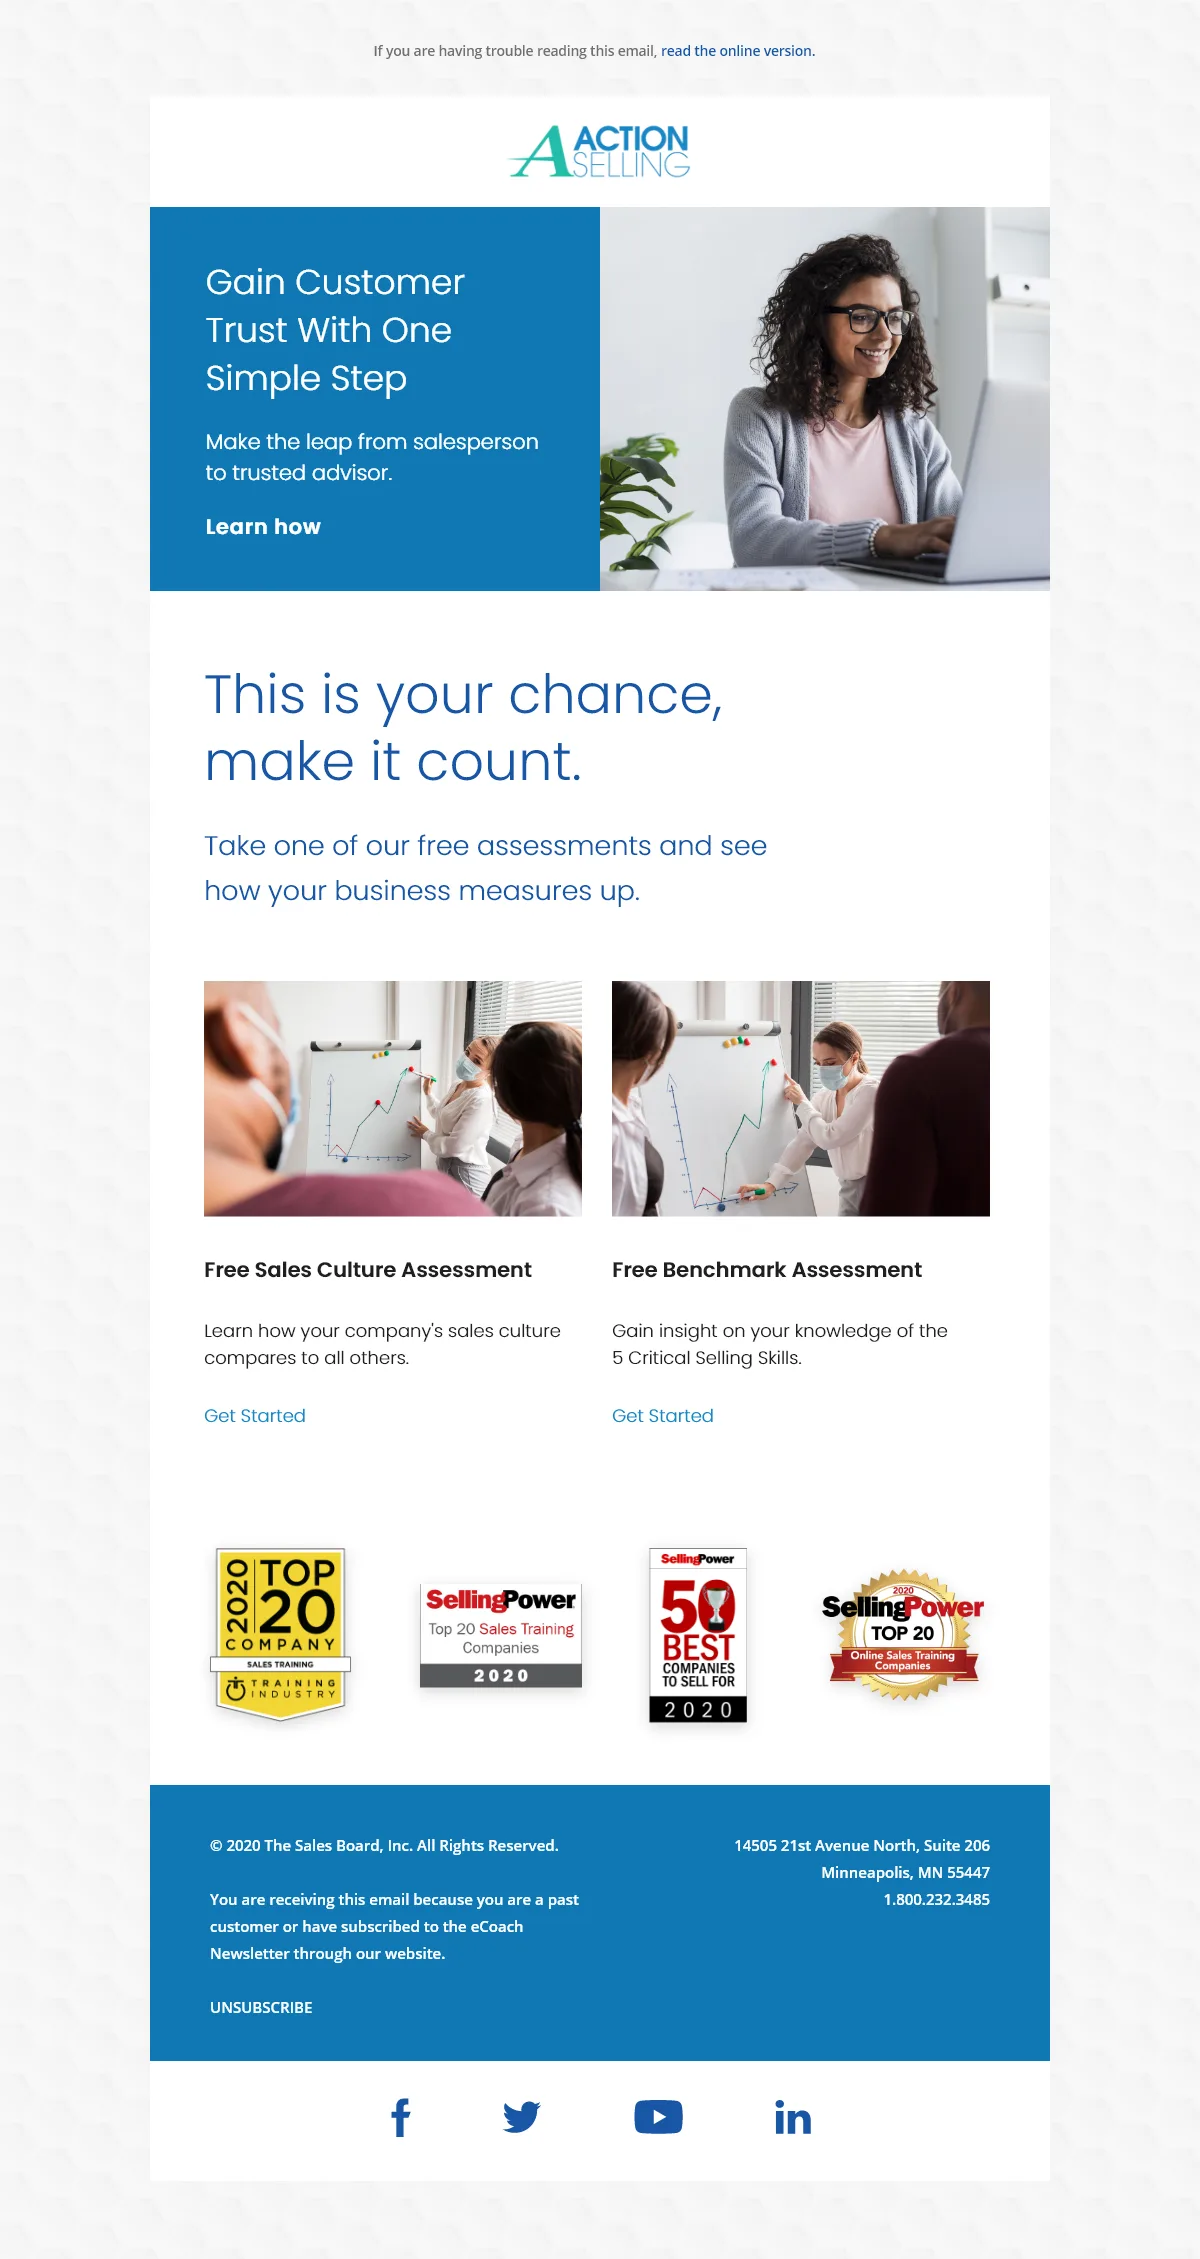 If you are having trouble reading this email, read the online version.
A ACTION
SELLING
Gain Customer
Trust With One
Simple Step
Make the leap from salesperson
to trusted advisor.
Learn how
This is your chance,
make it count.
Take one of our free assessments and see
how your business measures up.
Free Sales Culture Assessment
Learn how your company's sales culture
compares to all others.
Get Started
Free Benchmark Assessment
Gain insight on your knowledge of the
5 Critical Selling Skills.
Get Started
2020
TOP
20
COMPANY
SALES TRAINING
TRAINING
INDUSTRY
SellingPower
Top 20 Sales Training
Companies
2020
SellingPower
50
BEST
COMPANIES
TO SELL FOR
2020
2020
SellingPower
TOP 20
Online Sales Training
Companies
© 2020 The Sales Board, Inc. All Rights Reserved.
You are receiving this email because you are a past
customer or have subscribed to the eCoach
Newsletter through our website.
UNSUBSCRIBE
14505 21st Avenue North, Suite 206
Minneapolis, MN 55447
1.800.232.3485